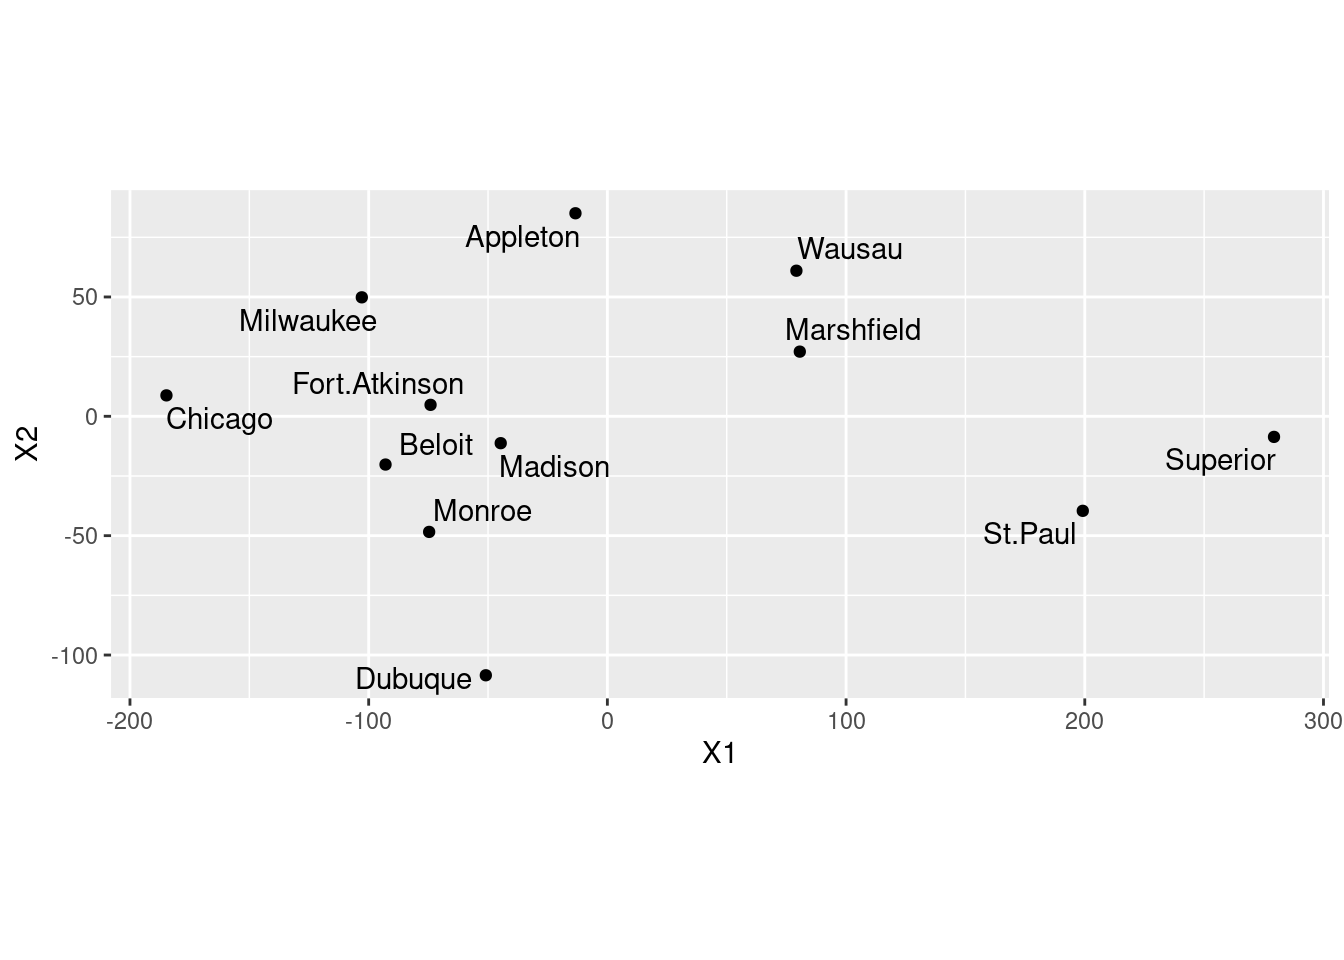 Appleton
Wausau
50
Milwaukee
Marshfield
Fort.Atkinson
0
Chicago
X2
Beloit
Madison
Superior
Monroe
-50
St.Paul
-100
Dubuque
-200 -100 0 100 200 300
X1